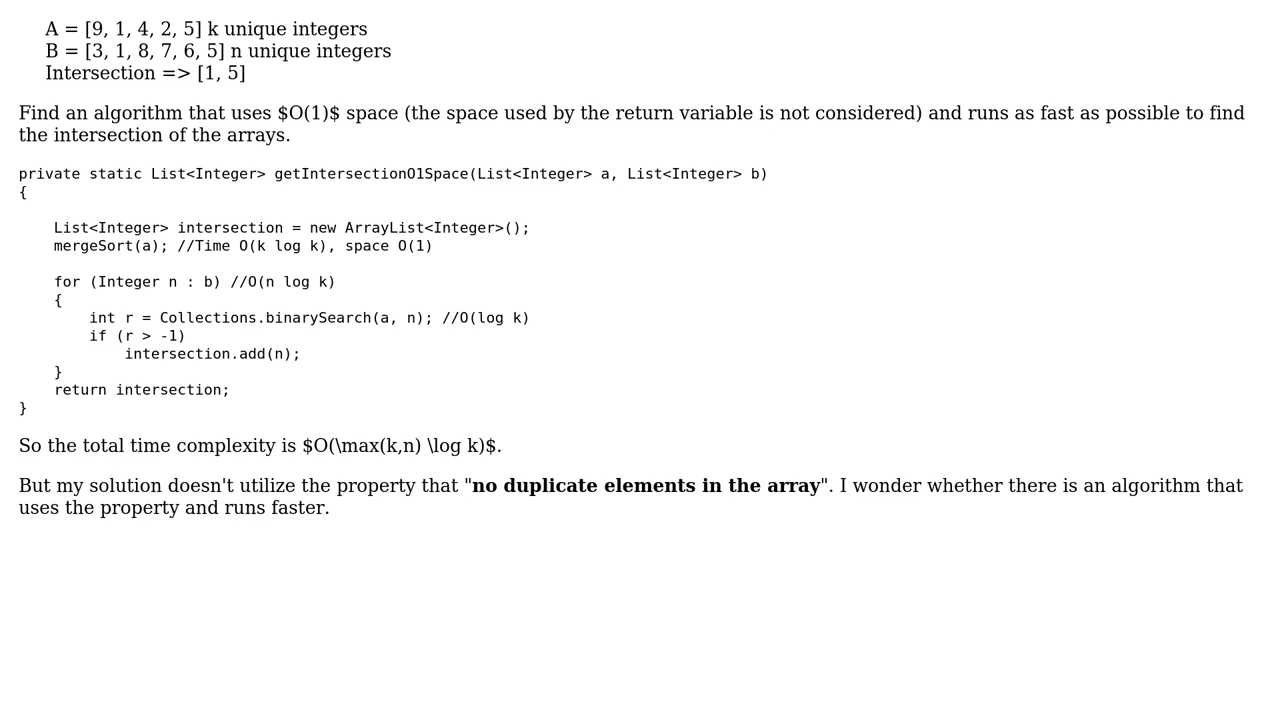 A = [9, 1, 4, 2, 5] k unique integers
B = [3, 1, 8, 7, 6, 5] n unique integers
Intersection => [1, 5]
Find an algorithm that uses $O(1)$ space (the space used by the return variable is not considered) and runs as fast as possible to find
the intersection of the arrays.
private static List<Integer> getIntersectionO1Space(List<Integer> a, List<Integer> b)
{
    List<Integer> intersection = new ArrayList<Integer>();
    mergeSort(a); //Time O(k log k), space O(1)
    for (Integer n : b) //O(n log k)
    {
        int r = Collections.binarySearch(a, n); //O(log k)
        if (r > -1)
            intersection.add(n);
    }
    return intersection;
}
So the total time complexity is $O(\max(k,n) \log k)$.
But my solution doesn't utilize the property that "no duplicate elements in the array". I wonder whether there is an algorithm that
uses the property and runs faster.